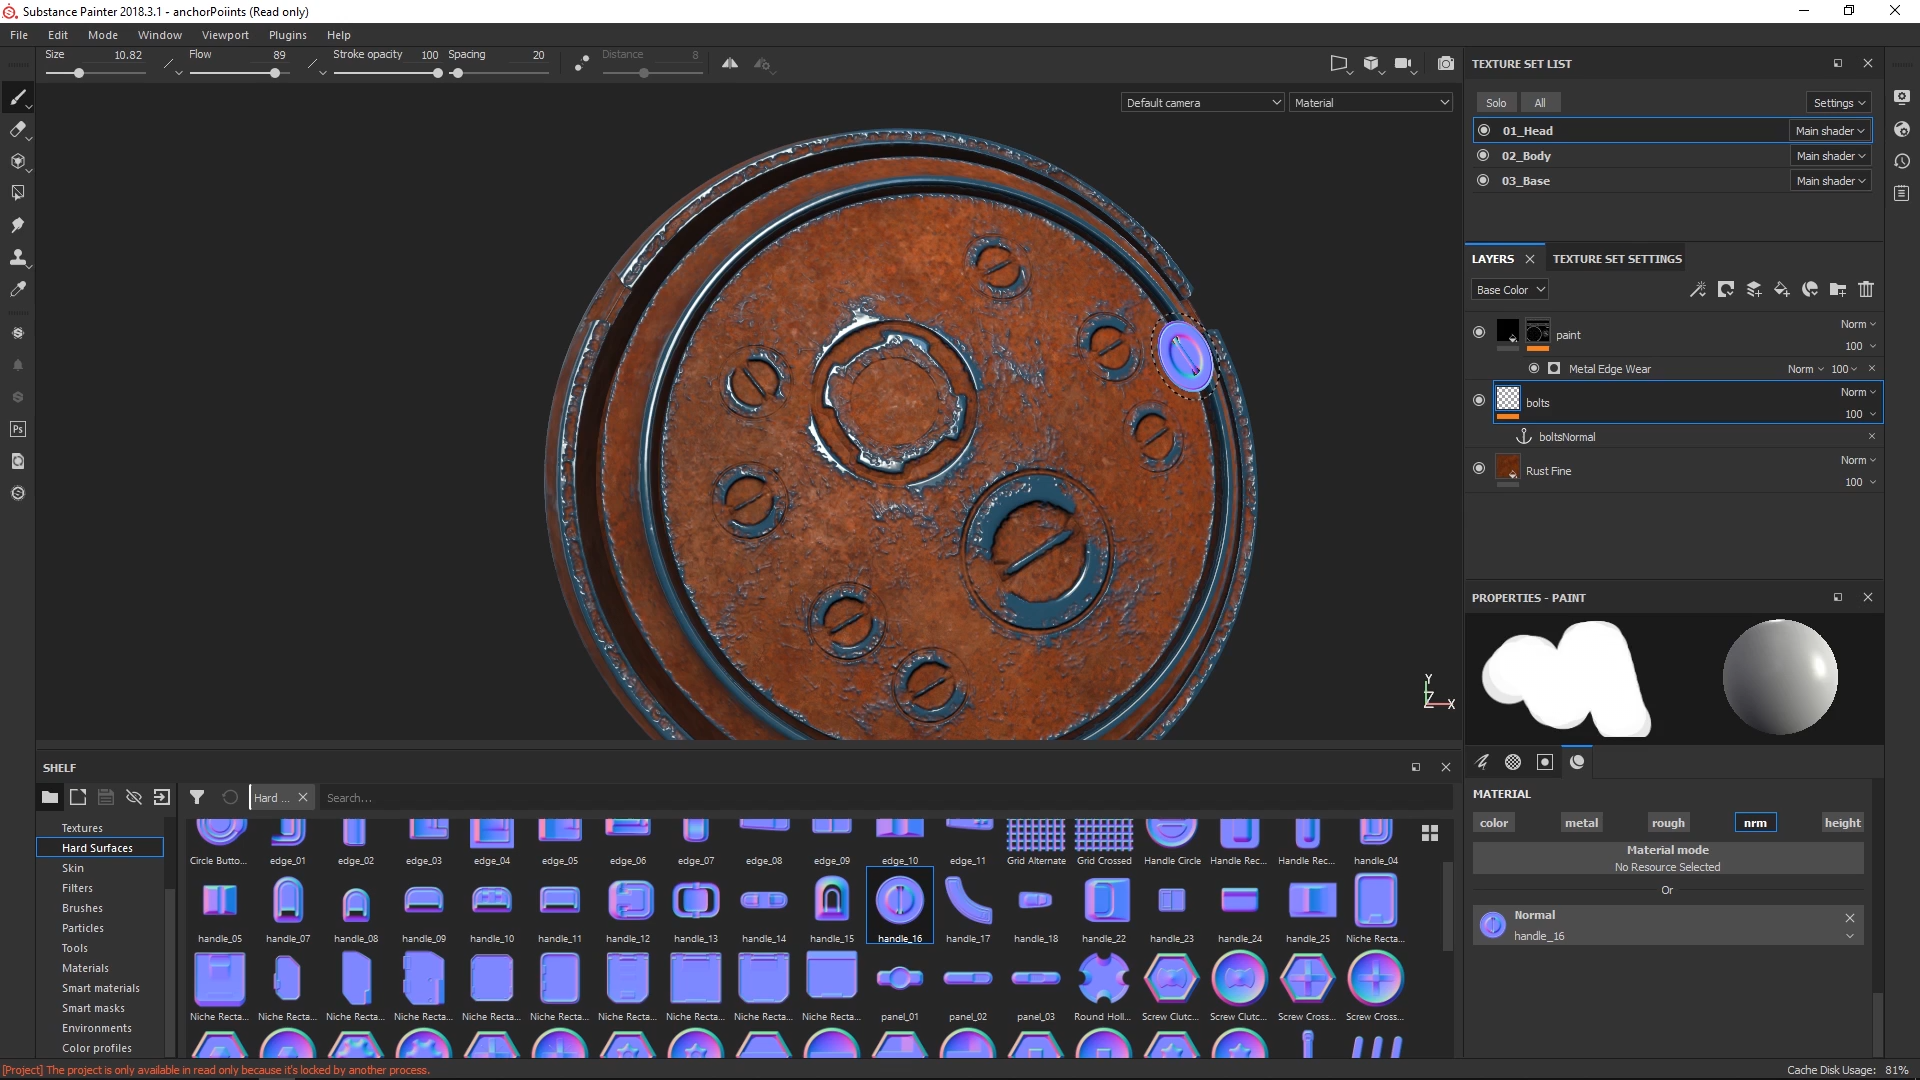 Substance Painter 2018.3.1 - anchorPoiints (Read only)
File Edit Mode Window Viewport Plugins Help
Size 10.82 Flow 89 Stroke opacity 100 Spacing 20 Distance 8
Default camera Material
TEXTURE SET LIST
Solo All Settings
01_Head Main shader
02_Body Main shader
03_Base Main shader
LAYERS TEXTURE SET SETTINGS
Base Color
paint Norm 100
Metal Edge Wear Norm 100
bolts Norm 100
boltsNormal
Rust Fine Norm 100
Y
Z
X
PROPERTIES - PAINT
MATERIAL
color metal rough nrm height
Material mode
No Resource Selected
Or
Normal
handle_16
SHELF
Hard ... Search...
Textures
Hard Surfaces
Skin
Filters
Brushes
Particles
Tools
Materials
Smart materials
Smart masks
Environments
Color profiles
Circle Butto... edge_01 edge_02 edge_03 edge_04 edge_05 edge_06 edge_07 edge_08 edge_09 edge_10 edge_11 Grid Alternate Grid Crossed Handle Circle Handle Rec... Handle Rec... handle_04
handle_05 handle_07 handle_08 handle_09 handle_10 handle_11 handle_12 handle_13 handle_14 handle_15 handle_16 handle_17 handle_18 handle_22 handle_23 handle_24 handle_25 Niche Recta...
Niche Recta... Niche Recta... Niche Recta... Niche Recta... Niche Recta... Niche Recta... Niche Recta... Niche Recta... Niche Recta... Niche Recta... panel_01 panel_02 panel_03 Round Holl... Screw Clutc... Screw Clutc... Screw Cross... Screw Cross...
Ps
[Project] The project is only available in read only because it's locked by another process.
Cache Disk Usage: 81%